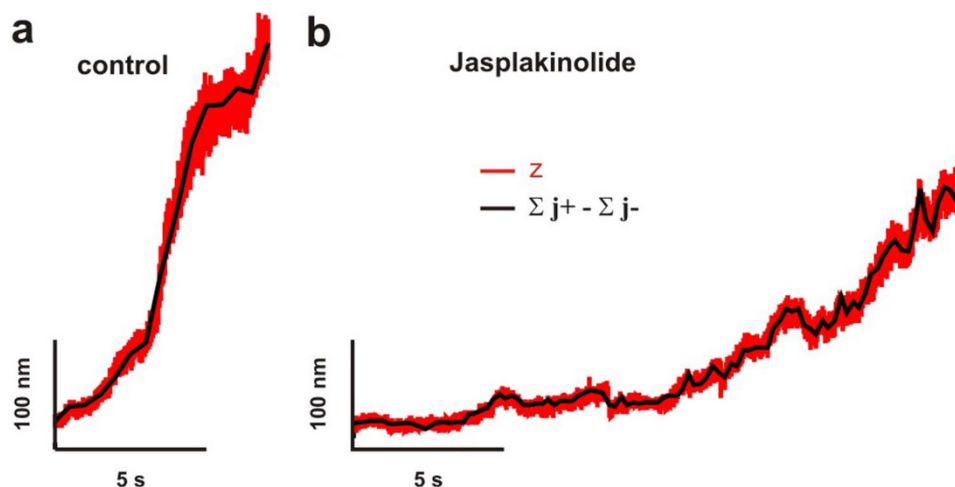 a
control
100 nm
5 s
b
Jasplakinolide
z
Σ j+ - Σ j-
100 nm
5 s